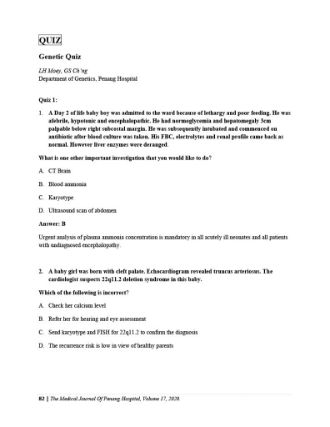 QUIZ
Genetic Quiz
LH Moey, GS Ch'ng
Department of Genetics, Penang Hospital
Quiz 1:
1. A Day 2 of life baby boy was admitted to the ward because of lethargy and poor feeding. He was
afebrile, hypotonic and encephalopathic. He had normoglycemia and hepatomegaly 3cm
palpable below right subcostal margin. He was subsequently intubated and commenced on
antibiotic after blood culture was taken. His FBC, electrolytes and renal profile came back as
normal. However liver enzymes were deranged.
What is one other important investigation that you would like to do?
A. CT Brain
B. Blood ammonia
C. Karyotype
D. Ultrasound scan of abdomen
Answer: B
Urgent analysis of plasma ammonia concentration is mandatory in all acutely ill neonates and all patients
with undiagnosed encephalopathy.
2. A baby girl was born with cleft palate. Echocardiogram revealed truncus arteriosus. The
cardiologist suspects 22q11.2 deletion syndrome in this baby.
Which of the following is incorrect?
A. Check her calcium level
B. Refer her for hearing and eye assessment
C. Send karyotype and FISH for 22q11.2 to confirm the diagnosis
D. The recurrence risk is low in view of healthy parents
82 | The Medical Journal Of Penang Hospital, Volume 17, 2020.